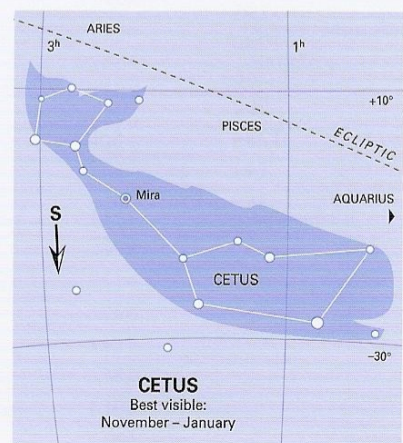 ARIES
3h
1h
+10°
PISCES
ECLIPTIC
AQUARIUS
Mira
S
CETUS
-30°
CETUS
Best visible:
November – January